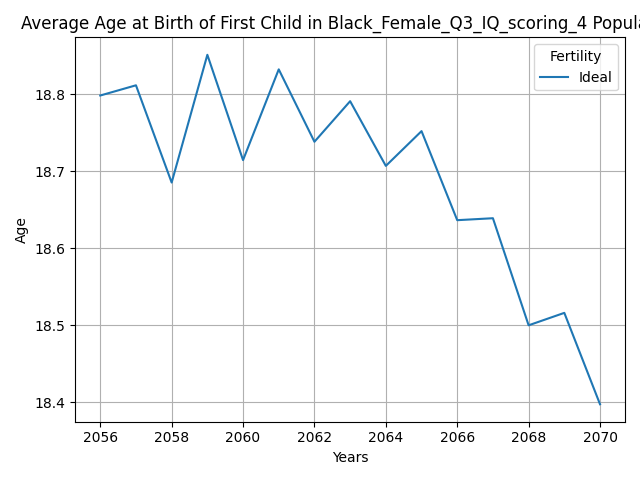 Average Age at Birth of First Child in Black_Female_Q3_IQ_scoring_4
Fertility
Ideal
18.8
18.7
18.6
18.5
18.4
Age
2056 2058 2060 2062 2064 2066 2068 2070
Years